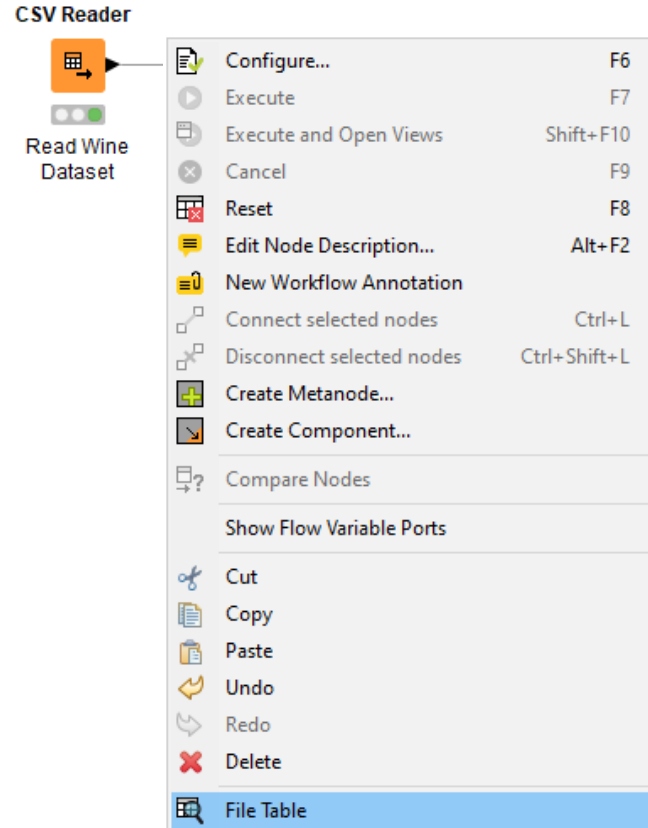 CSV Reader
Read Wine
Dataset
Configure... F6
Execute F7
Execute and Open Views Shift+F10
Cancel F9
Reset F8
Edit Node Description... Alt+F2
New Workflow Annotation
Connect selected nodes Ctrl+L
Disconnect selected nodes Ctrl+Shift+L
Create Metanode...
Create Component...
Compare Nodes
Show Flow Variable Ports
Cut
Copy
Paste
Undo
Redo
Delete
File Table